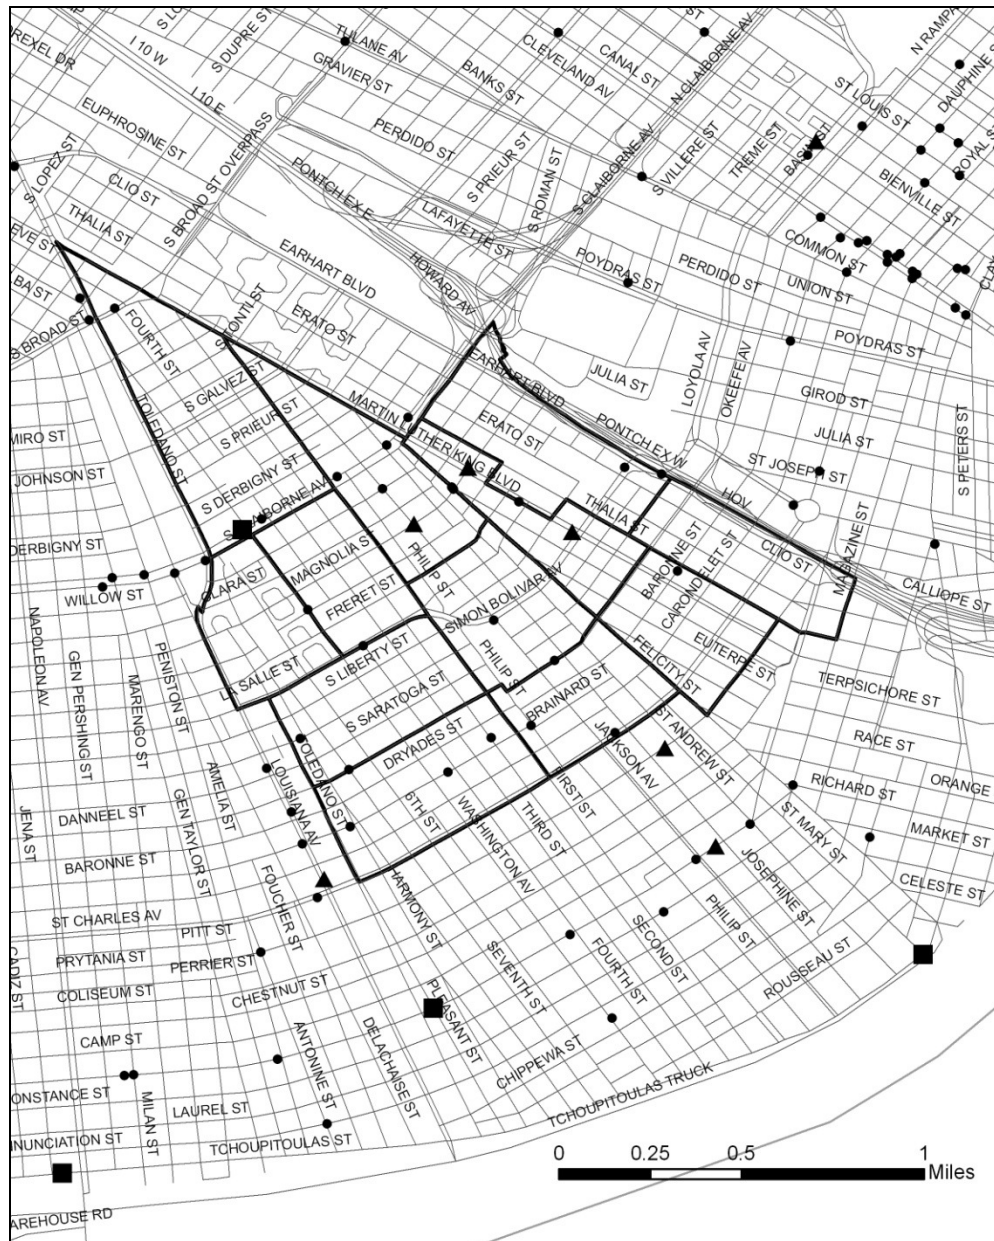 S DUPRE ST
TULANE AV
CLEVELAND AV
CANAL ST
N CLAIBORNE AV
DREXEL DR
I 10 W
GRAVIER ST
BANKS ST
ST LOUIS ST
DAUPHINE S
I 10 E
EUPHROSINE ST
PERDIDO ST
S PRIEUR ST
S VILLERE ST
TREME ST
BASIN ST
ROYAL S
S LOPEZ ST
S BROAD ST OVERPASS
PONTCH EX E
S ROMAN ST
S CLAIBORNE AV
BIENVILLE ST
CLIO ST
LAFAYETTE ST
THALIA ST
EARHART BLVD
HOWARD AV
POYDRAS ST
PERDIDO ST
COMMON ST
UNION ST
EVE ST
BA ST
ERATO ST
S BROAD ST
FOURTH ST
POYDRAS ST
LOYOLA AV
OKEEFE AV
EARHART BLVD
JULIA ST
GIROD ST
S GALVEZ ST
MARTIN
ERATO ST
PONTCH EX W
S PETERS ST
MIRO ST
TOLEDANO ST
S PRIEUR ST
THER KING BLVD
JULIA ST
JOHNSON ST
S DERBIGNY ST
ST JOSEPH ST
THALIA ST
MAGAZINE ST
DERBIGNY ST
MAGNOLIA S
BARONNE ST
CARONDELET ST
CLIO ST
WILLOW ST
CLARA ST
PHILIP ST
SIMON BOLIVAR AV
CALLIOPE ST
NAPOLEON AV
FRERET ST
GEN PERSHING ST
MARENGO ST
PENISTON ST
LA SALLE ST
S LIBERTY ST
PHILIP ST
FELICITY ST
EUTERPE ST
S SARATOGA ST
BRAINARD ST
TERPSICHORE ST
DRYADES ST
JACKSON AV
ST ANDREW ST
RACE ST
TOLEDANO ST
LOUISIANA AV
JENA ST
DANNEEL ST
AMELIA ST
GEN TAYLOR ST
6TH ST
WASHINGTON AV
THIRD ST
FIRST ST
RICHARD ST
ORANGE
BARONNE ST
ST MARY ST
MARKET ST
FOUCHER ST
HARMONY ST
JOSEPHINE ST
CELESTE ST
ST CHARLES AV
PITT ST
PHILIP ST
SECOND ST
PRYTANIA ST
PERRIER ST
SEVENTH ST
FOURTH ST
ROUSSEAU ST
CADIZ ST
COLISEUM ST
CHESTNUT ST
PLEASANT ST
CAMP ST
ANTONINE ST
DELACHAISE ST
CHIPPEWA ST
ONSTANCE ST
MILAN ST
LAUREL ST
TCHOUPITOULAS TRUCK
NNUNCIATION ST
TCHOUPITOULAS ST
0 0.25 0.5 1
Miles
AREHOUSE RD